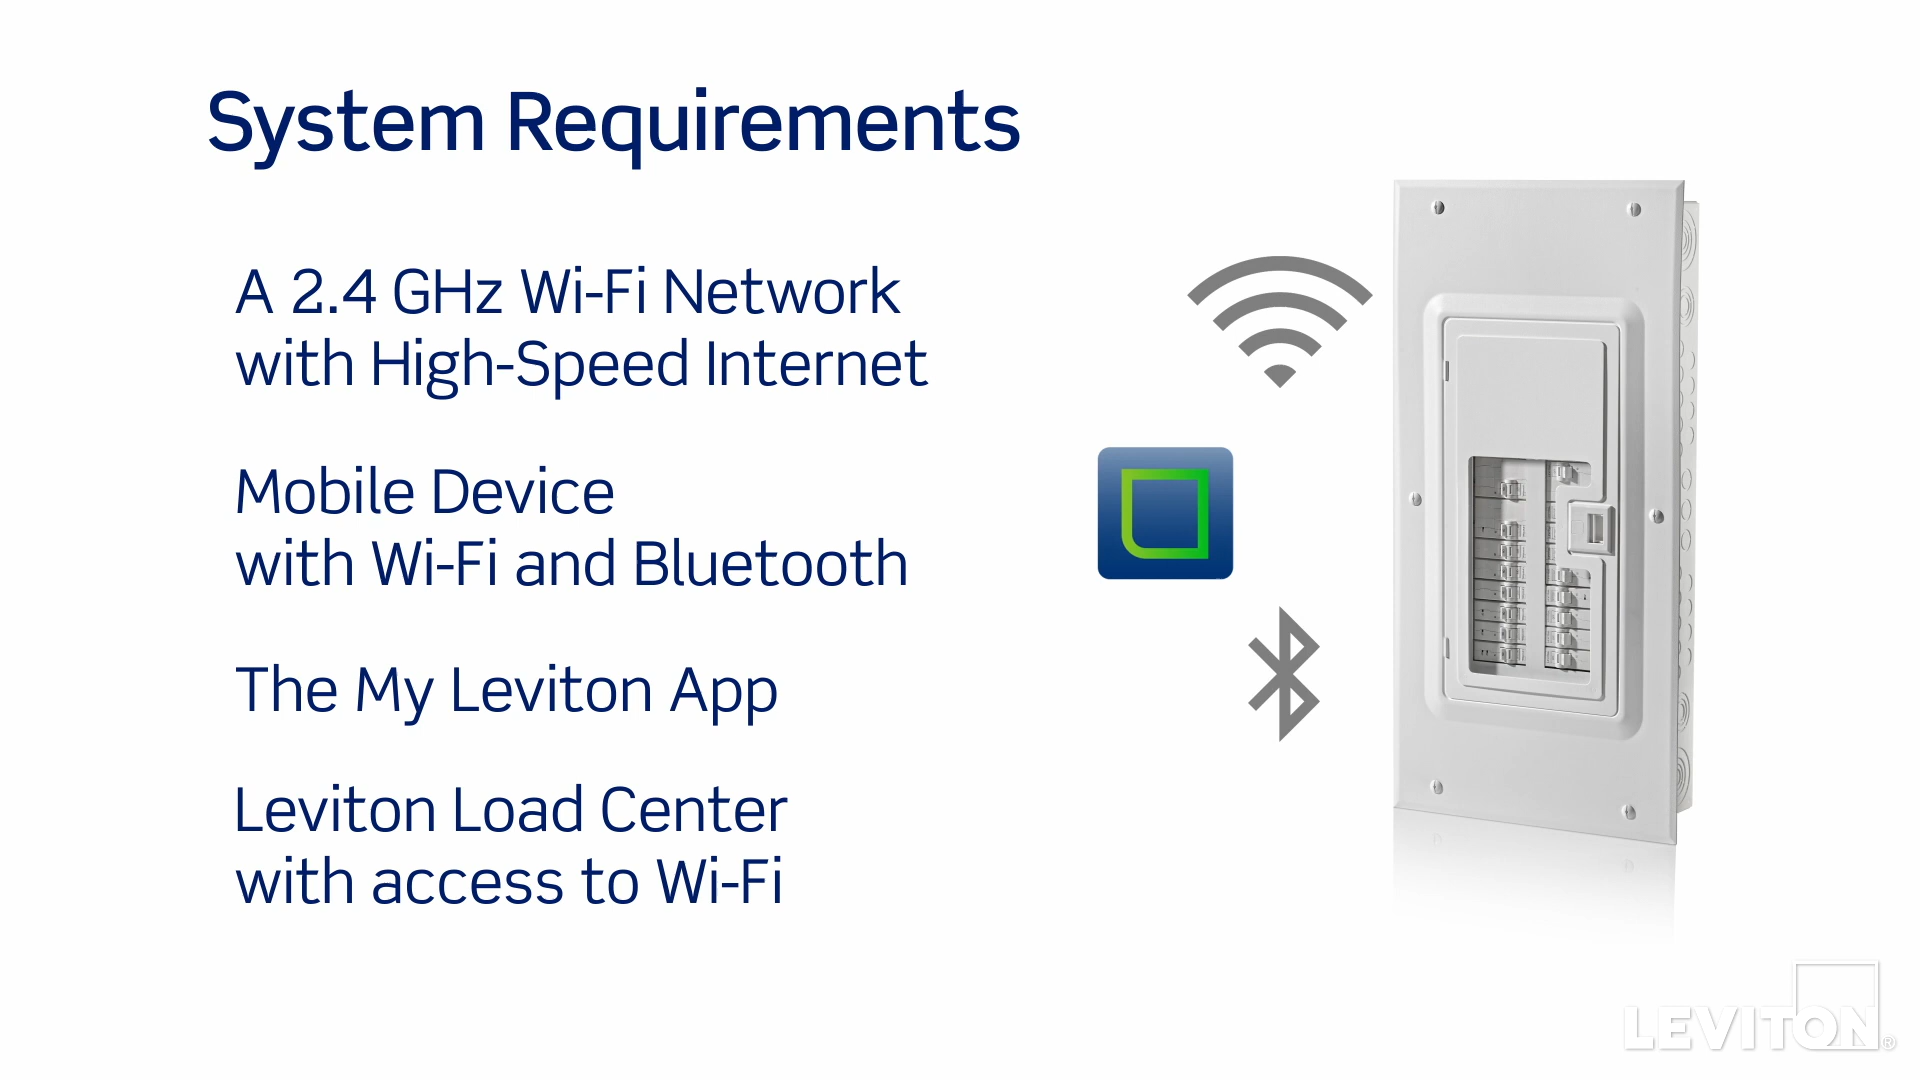 System Requirements
A 2.4 GHz Wi-Fi Network
with High-Speed Internet
Mobile Device
with Wi-Fi and Bluetooth
The My Leviton App
Leviton Load Center
with access to Wi-Fi
LEVITON®